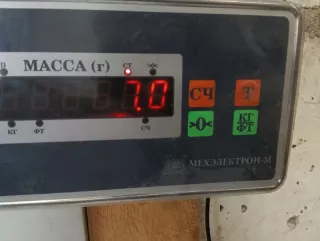 МАССА (г)
СТ
7.0
СЧ
Т
КГ
ФТ
СЧ
>0<
КГ
ФТ
МЕХЭЛЕКТРОН-М